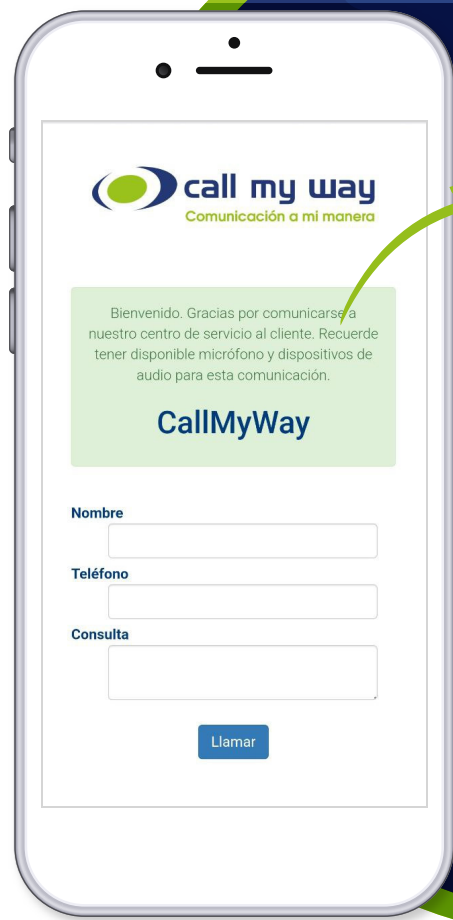 call my way
Comunicación a mi manera
Bienvenido. Gracias por comunicarse a
nuestro centro de servicio al cliente. Recuerde
tener disponible micrófono y dispositivos de
audio para esta comunicación.
CallMyWay
Nombre
Teléfono
Consulta
Llamar